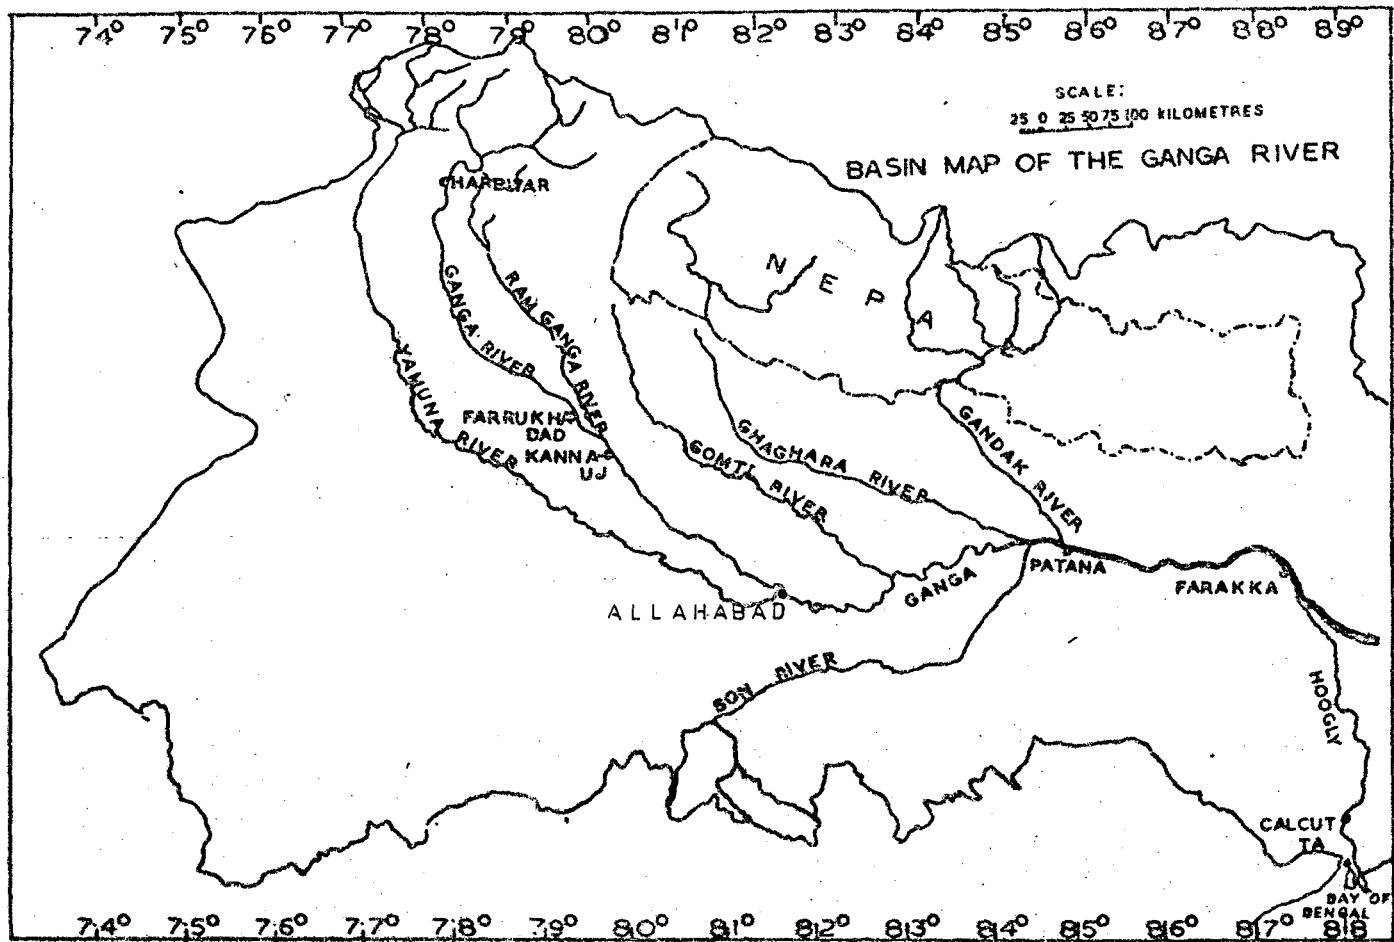 74° 75° 76° 77° 78° 79° 80° 81° 82° 83° 84° 85° 86° 87° 88° 89°
SCALE:
25 0 25 50 75 100 KILOMETRES
BASIN MAP OF THE GANGA RIVER
N E P A
GANGA RIVER
RAM GANGA RIVER
YAMUNA RIVER
FARRUKHA
BAD
KANNA
UJ
GOMTI RIVER
GHAGHARA RIVER
GANDAK RIVER
ALLAHABAD
GANGA
PATANA
FARAKKA
SON RIVER
HOOGLY
CALCUT
TA
BAY OF
BENGAL
74° 75° 76° 77° 78° 79° 80° 81° 82° 83° 84° 85° 86° 87° 88